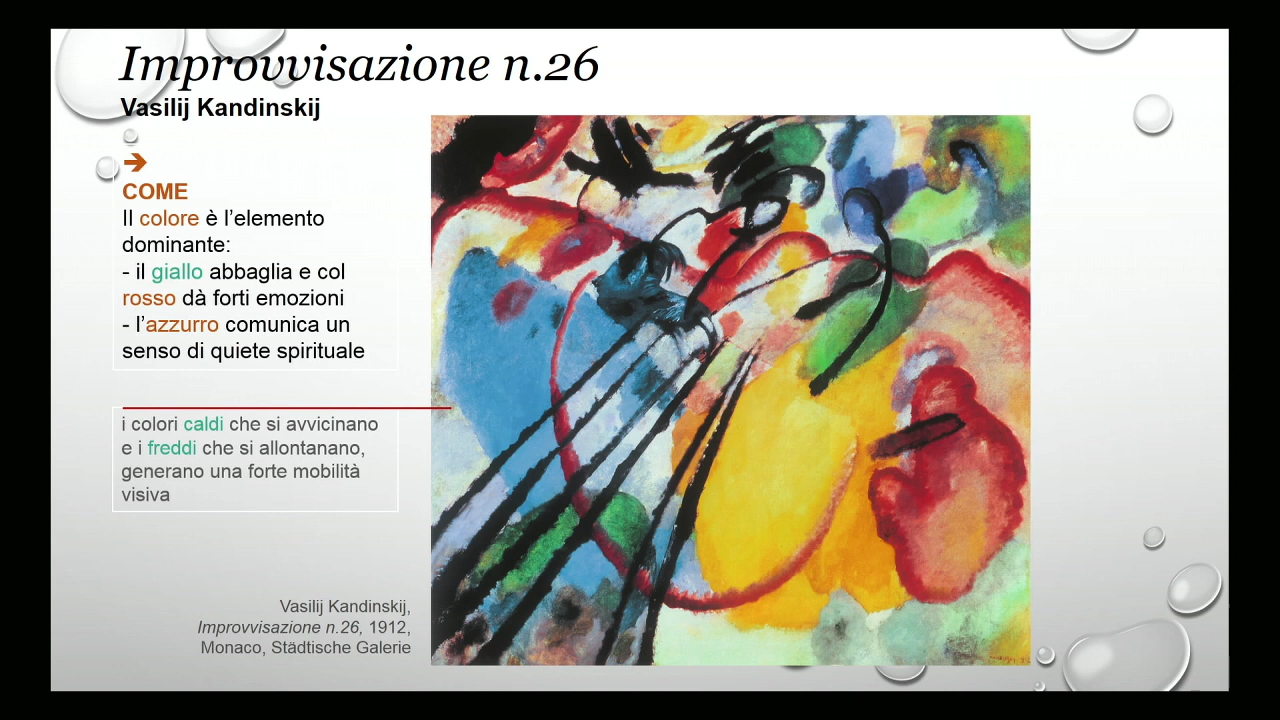 Improvvisazione n.26
Vasilij Kandinskij
➔
COME
Il colore è l’elemento
dominante:
- il giallo abbaglia e col
rosso dà forti emozioni
- l’azzurro comunica un
senso di quiete spirituale
i colori caldi che si avvicinano
e i freddi che si allontanano,
generano una forte mobilità
visiva
Vasilij Kandinskij,
Improvvisazione n.26, 1912,
Monaco, Städtische Galerie